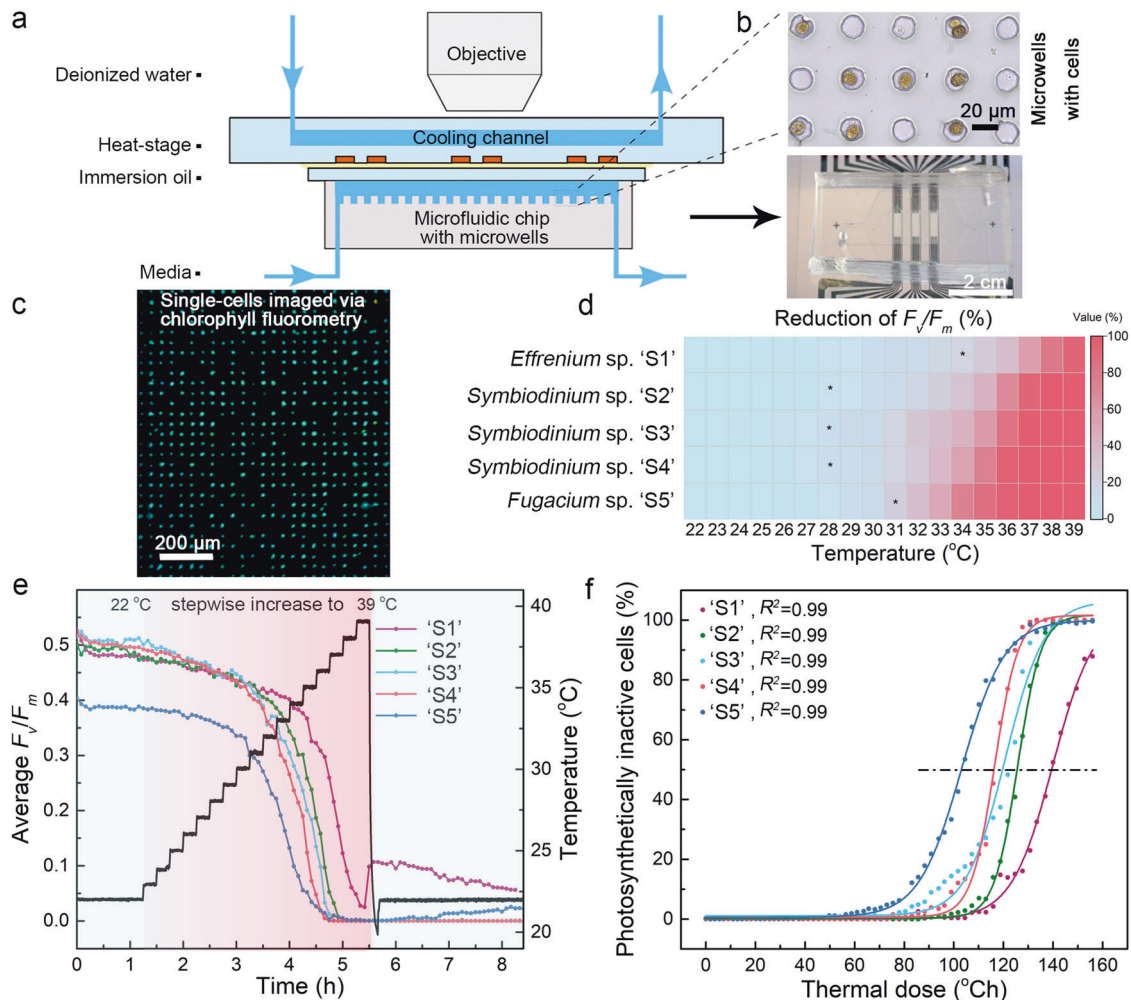 a
Deionized water
Heat-stage
Immersion oil
Media
Objective
Cooling channel
Microfluidic chip
with microwells
b
20 µm
Microwells
with cells
2 cm
c
Single-cells imaged via
chlorophyll fluorometry
200 µm
d
Reduction of Fv/Fm (%)
Value (%)
Effrenium sp. ‘S1’
Symbiodinium sp. ‘S2’
Symbiodinium sp. ‘S3’
Symbiodinium sp. ‘S4’
Fugacium sp. ‘S5’
* * * * *
100
80
60
40
20
0
22 23 24 25 26 27 28 29 30 31 32 33 34 35 36 37 38 39
Temperature (°C)
e
22 °C stepwise increase to 39 °C
‘S1’
‘S2’
‘S3’
‘S4’
‘S5’
Average Fv/Fm
0.5
0.4
0.3
0.2
0.1
0.0
Temperature (°C)
40
35
30
25
20
0 1 2 3 4 5 6 7 8
Time (h)
f
‘S1’ , R²=0.99
‘S2’ , R²=0.99
‘S3’ , R²=0.99
‘S4’ , R²=0.99
‘S5’ , R²=0.99
Photosynthetically inactive cells (%)
100
80
60
40
20
0
0 20 40 60 80 100 120 140 160
Thermal dose (°Ch)